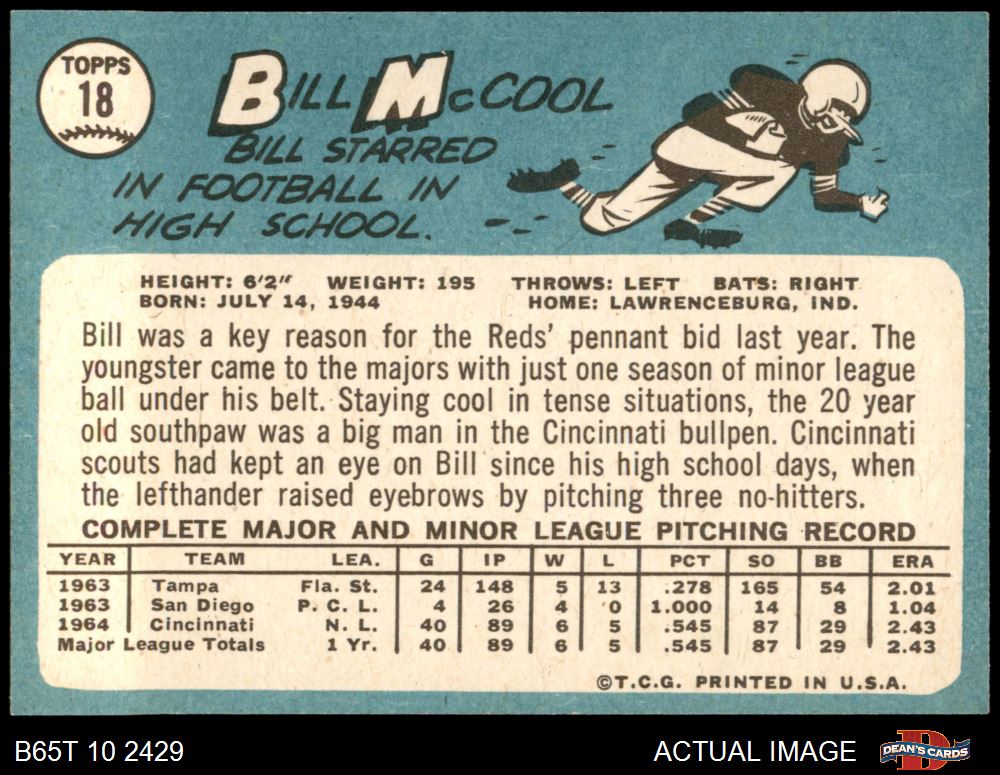 TOPPS
18
BILL McCOOL
BILL STARRED
IN FOOTBALL IN
HIGH SCHOOL.
HEIGHT: 6'2" WEIGHT: 195 THROWS: LEFT BATS: RIGHT
BORN: JULY 14, 1944 HOME: LAWRENCEBURG, IND.
Bill was a key reason for the Reds' pennant bid last year. The
youngster came to the majors with just one season of minor league
ball under his belt. Staying cool in tense situations, the 20 year
old southpaw was a big man in the Cincinnati bullpen. Cincinnati
scouts had kept an eye on Bill since his high school days, when
the lefthander raised eyebrows by pitching three no-hitters.
COMPLETE MAJOR AND MINOR LEAGUE PITCHING RECORD
YEAR TEAM LEA. G IP W L PCT SO BB ERA
1963 Tampa Fla. St. 24 148 5 13 .278 165 54 2.01
1963 San Diego P. C. L. 4 26 4 0 1.000 14 8 1.04
1964 Cincinnati N. L. 40 89 6 5 .545 87 29 2.43
Major League Totals 1 Yr. 40 89 6 5 .545 87 29 2.43
©T.C.G. PRINTED IN U.S.A.
B65T 10 2429 ACTUAL IMAGE DEAN'S CARDS